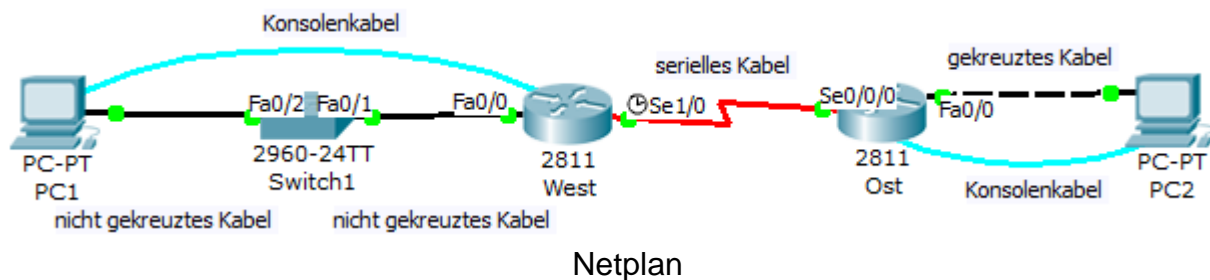 Konsolenkabel
serielles Kabel
gekreuztes Kabel
Fa0/2
Fa0/1
Fa0/0
Se1/0
Se0/0/0
Fa0/0
PC-PT
PC1
2960-24TT
Switch1
2811
West
2811
Ost
PC-PT
PC2
Konsolenkabel
nicht gekreuztes Kabel
nicht gekreuztes Kabel
Netplan